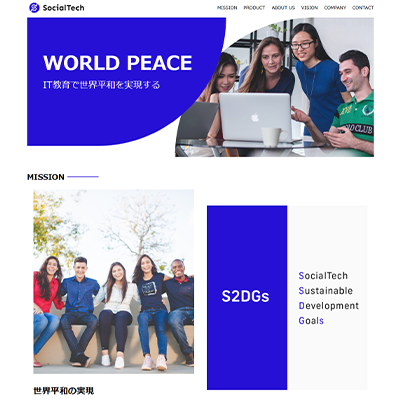 SocialTech
MISSION PRODUCT ABOUT US VISION COMPANY CONTACT
WORLD PEACE
IT教育で世界平和を実現する
MISSION
S2DGs
SocialTech
Sustainable
Development
Goals
世界平和の実現